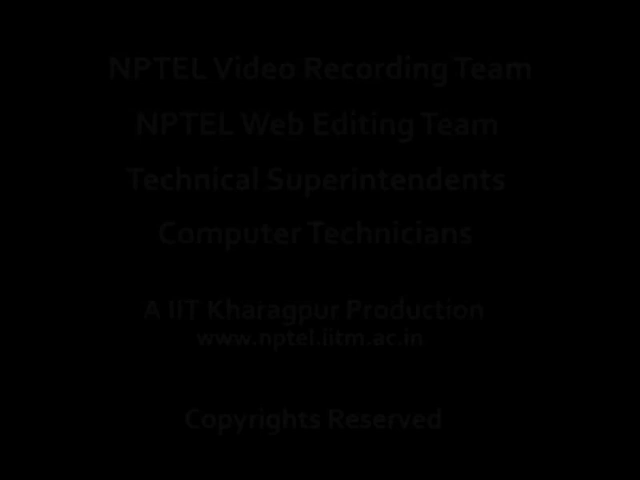 NPTEL Video Recording Team
NPTEL Web Editing Team
Technical Superintendents
Computer Technicians
A IIT Kharagpur Production
www.nptel.iitm.ac.in
Copyrights Reserved